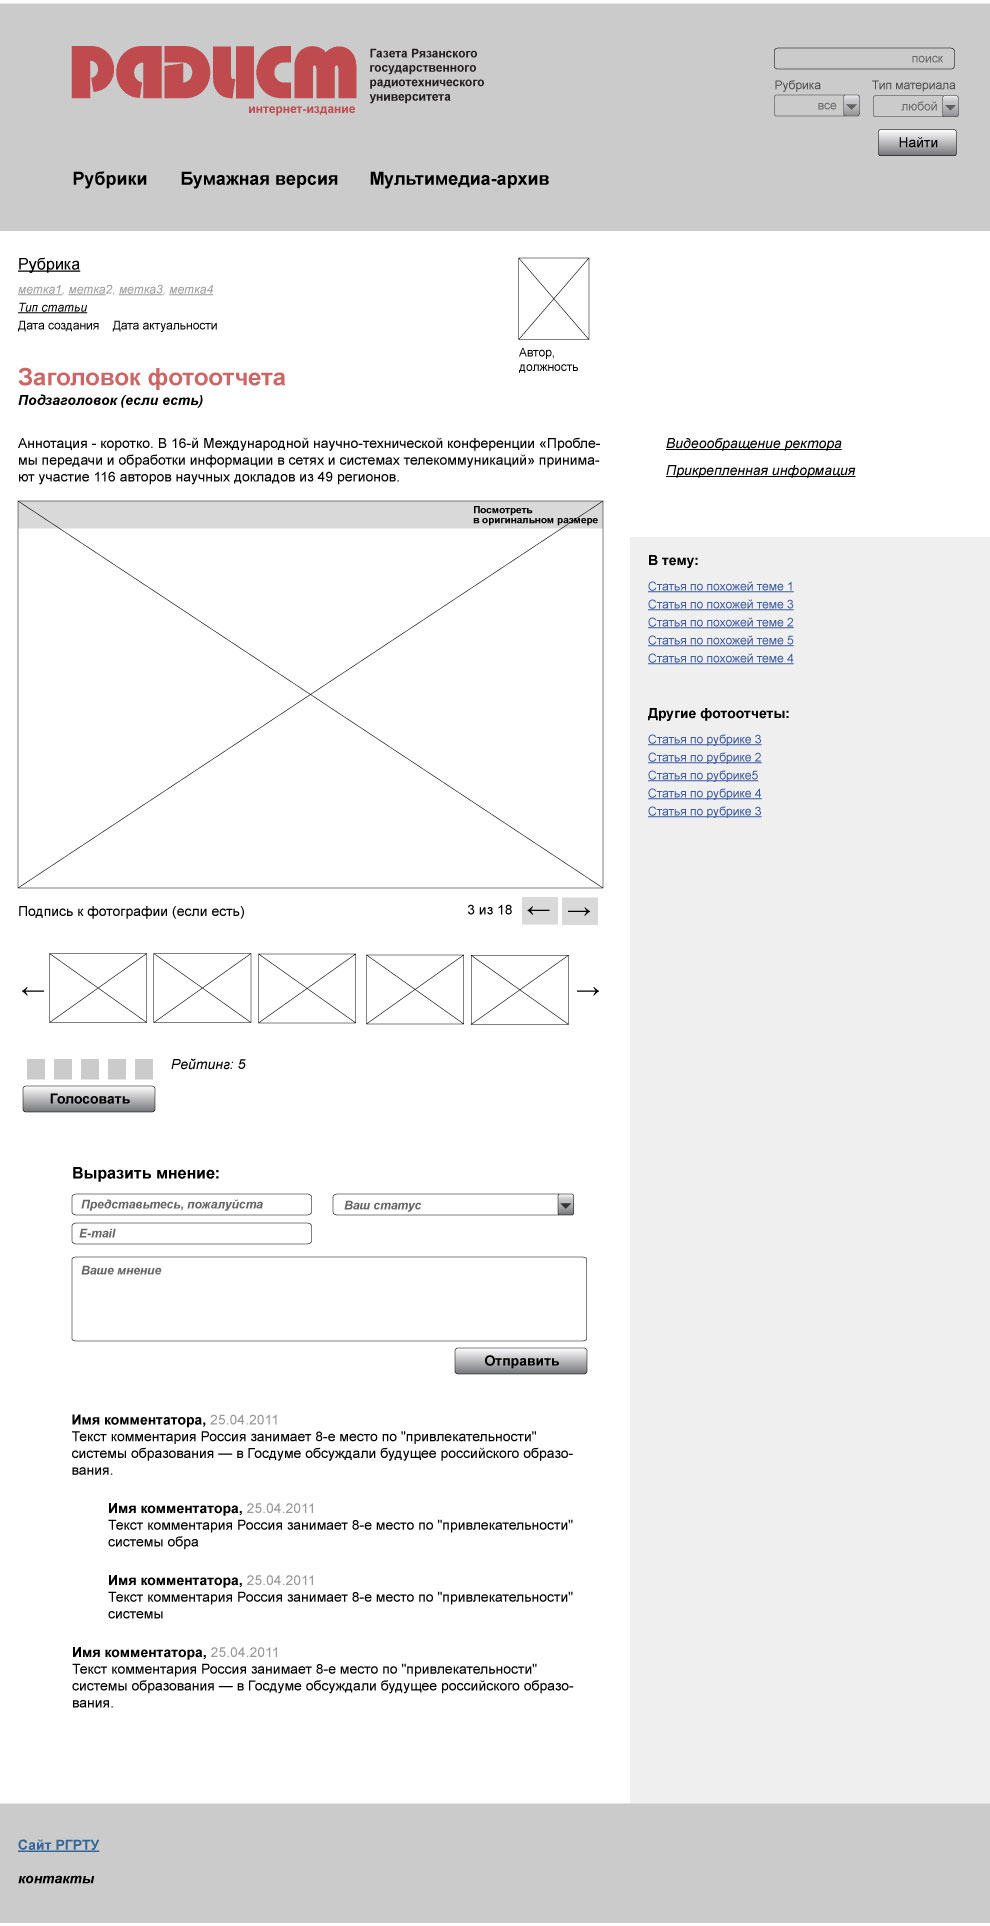 радист
интернет-издание
Газета Рязанского
государственного
радиотехнического
университета
поиск
Рубрика
Тип материала
все
любой
Найти
Рубрики
Бумажная версия
Мультимедиа-архив
Рубрика
метка1, метка2, метка3, метка4
Тип статьи
Дата создания Дата актуальности
Автор,
должность
Заголовок фотоотчета
Подзаголовок (если есть)
Аннотация - коротко. В 16-й Международной научно-технической конференции «Пробле-
мы передачи и обработки информации в сетях и системах телекоммуникаций» принима-
ют участие 116 авторов научных докладов из 49 регионов.
Видеообращение ректора
Прикрепленная информация
Посмотреть
в оригинальном размере
В тему:
Статья по похожей теме 1
Статья по похожей теме 3
Статья по похожей теме 2
Статья по похожей теме 5
Статья по похожей теме 4
Другие фотоотчеты:
Статья по рубрике 3
Статья по рубрике 2
Статья по рубрике5
Статья по рубрике 4
Статья по рубрике 3
Подпись к фотографии (если есть)
3 из 18 ← →
← →
Рейтинг: 5
Голосовать
Выразить мнение:
Представьтесь, пожалуйста
Ваш статус
E-mail
Ваше мнение
Отправить
Имя комментатора, 25.04.2011
Текст комментария Россия занимает 8-е место по "привлекательности"
системы образования — в Госдуме обсуждали будущее российского образо-
вания.
Имя комментатора, 25.04.2011
Текст комментария Россия занимает 8-е место по "привлекательности"
системы обра
Имя комментатора, 25.04.2011
Текст комментария Россия занимает 8-е место по "привлекательности"
системы
Имя комментатора, 25.04.2011
Текст комментария Россия занимает 8-е место по "привлекательности"
системы образования — в Госдуме обсуждали будущее российского образо-
вания.
Сайт РГРТУ
контакты